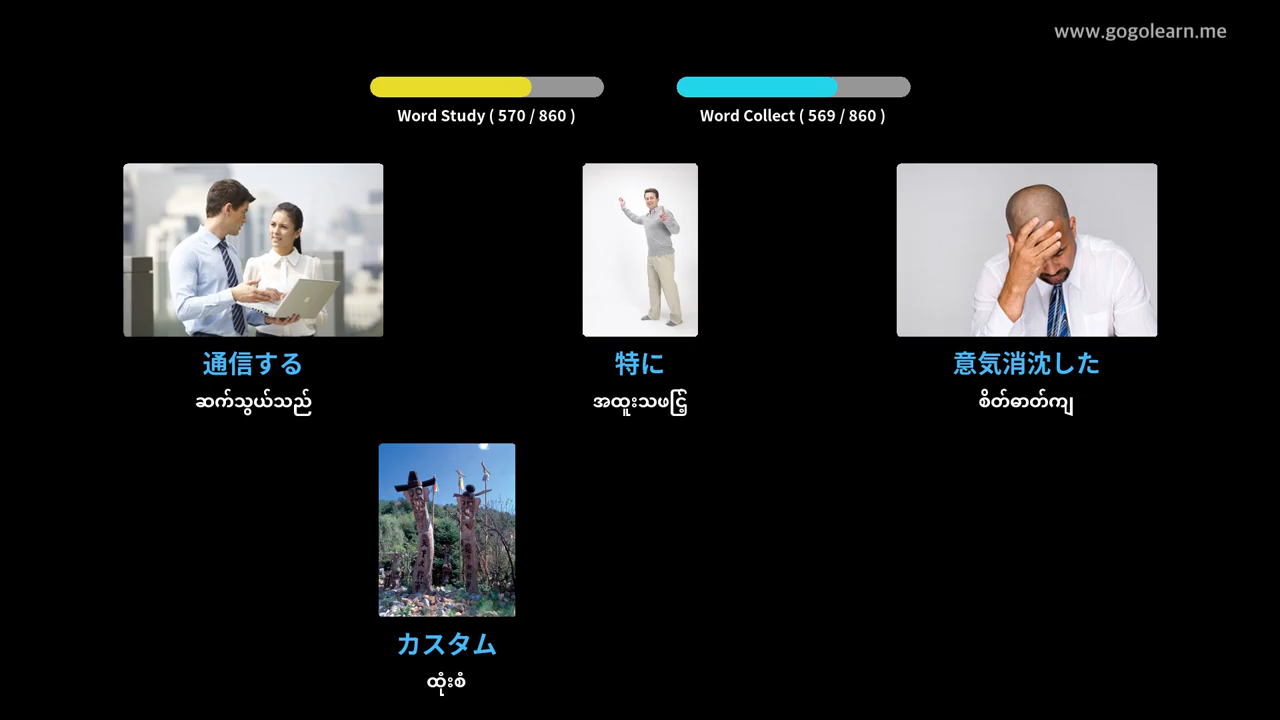 www.gogolearn.me
Word Study ( 570 / 860 )
Word Collect ( 569 / 860 )
通信する
特に
意気消沈した
ဆက်သွယ်သည်
အထူးသဖြင့်
စိတ်ဓာတ်ကျ
カスタム
ထုံးစံ